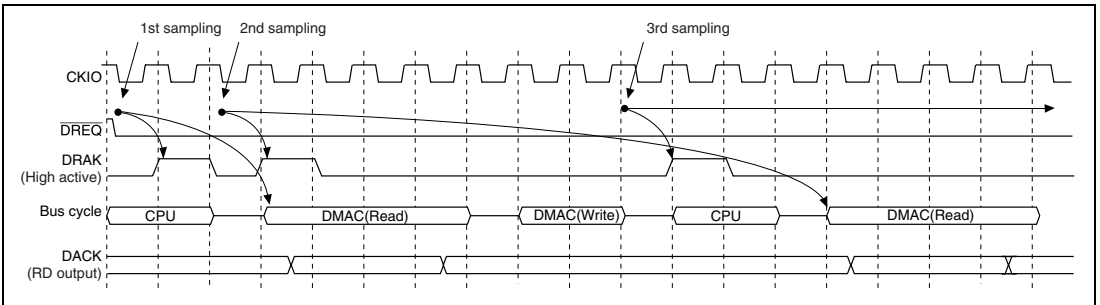 1st sampling 2nd sampling 3rd sampling
CKIO
DREQ
DRAK
(High active)
Bus cycle CPU DMAC(Read) DMAC(Write) CPU DMAC(Read)
DACK
(RD output)